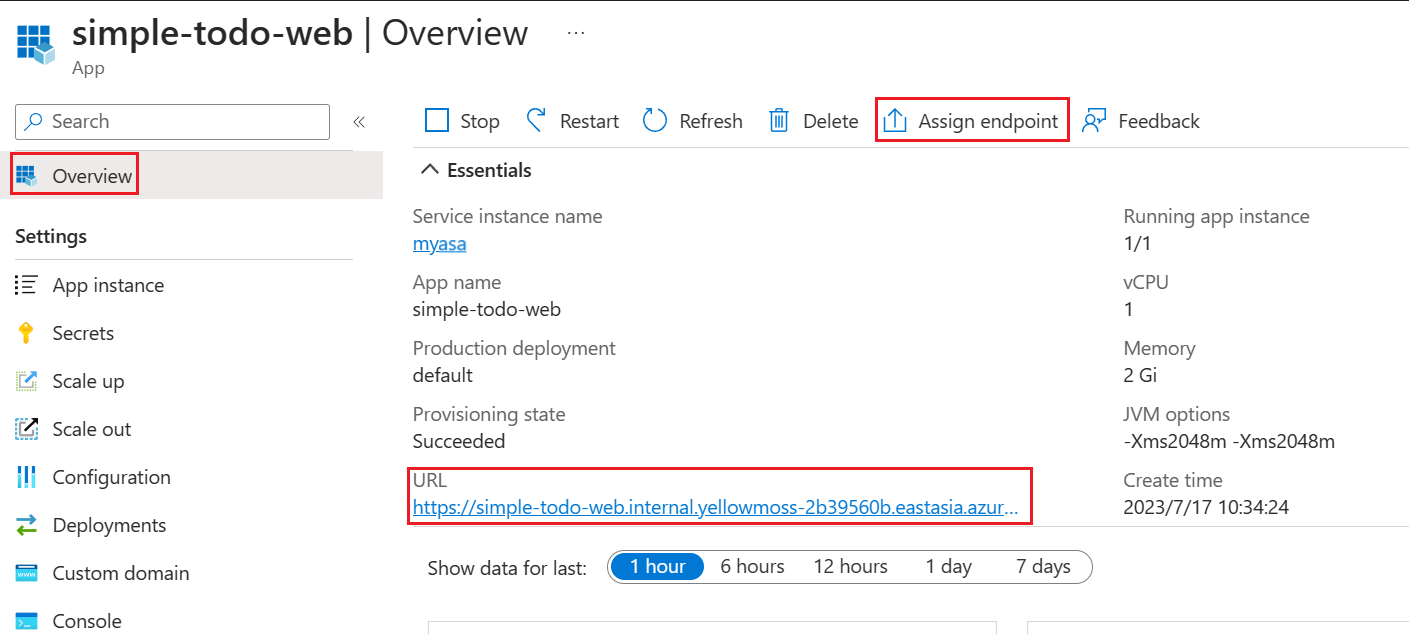 simple-todo-web | Overview ...
App
Search «
Stop Restart Refresh Delete Assign endpoint Feedback
Overview
Settings
App instance
Secrets
Scale up
Scale out
Configuration
Deployments
www
Custom domain
Console
Essentials
Service instance name
myasa
App name
simple-todo-web
Production deployment
default
Provisioning state
Succeeded
URL
https://simple-todo-web.internal.yellowmoss-2b39560b.eastasia.azur...
Running app instance
1/1
vCPU
1
Memory
2 Gi
JVM options
-Xms2048m -Xms2048m
Create time
2023/7/17 10:34:24
Show data for last: 1 hour 6 hours 12 hours 1 day 7 days